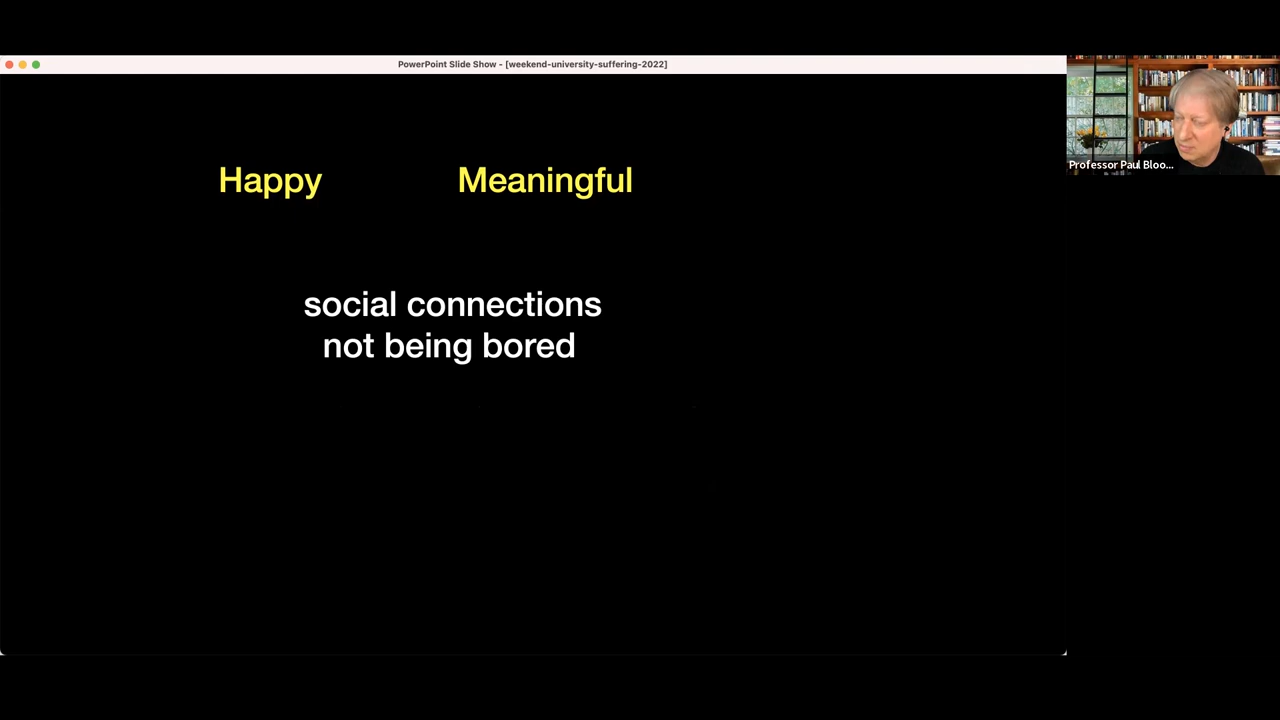 PowerPoint Slide Show - [weekend-university-suffering-2022]
Professor Paul Bloo...
Happy Meaningful
social connections
not being bored